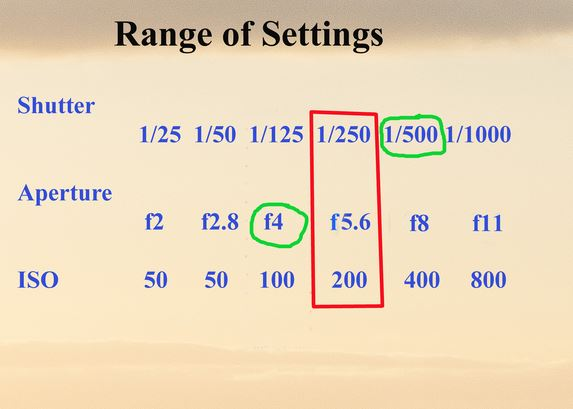 Range of Settings
Shutter
1/25 1/50 1/125 1/250 1/500 1/1000
Aperture
f2 f2.8 f4 f5.6 f8 f11
ISO 50 50 100 200 400 800